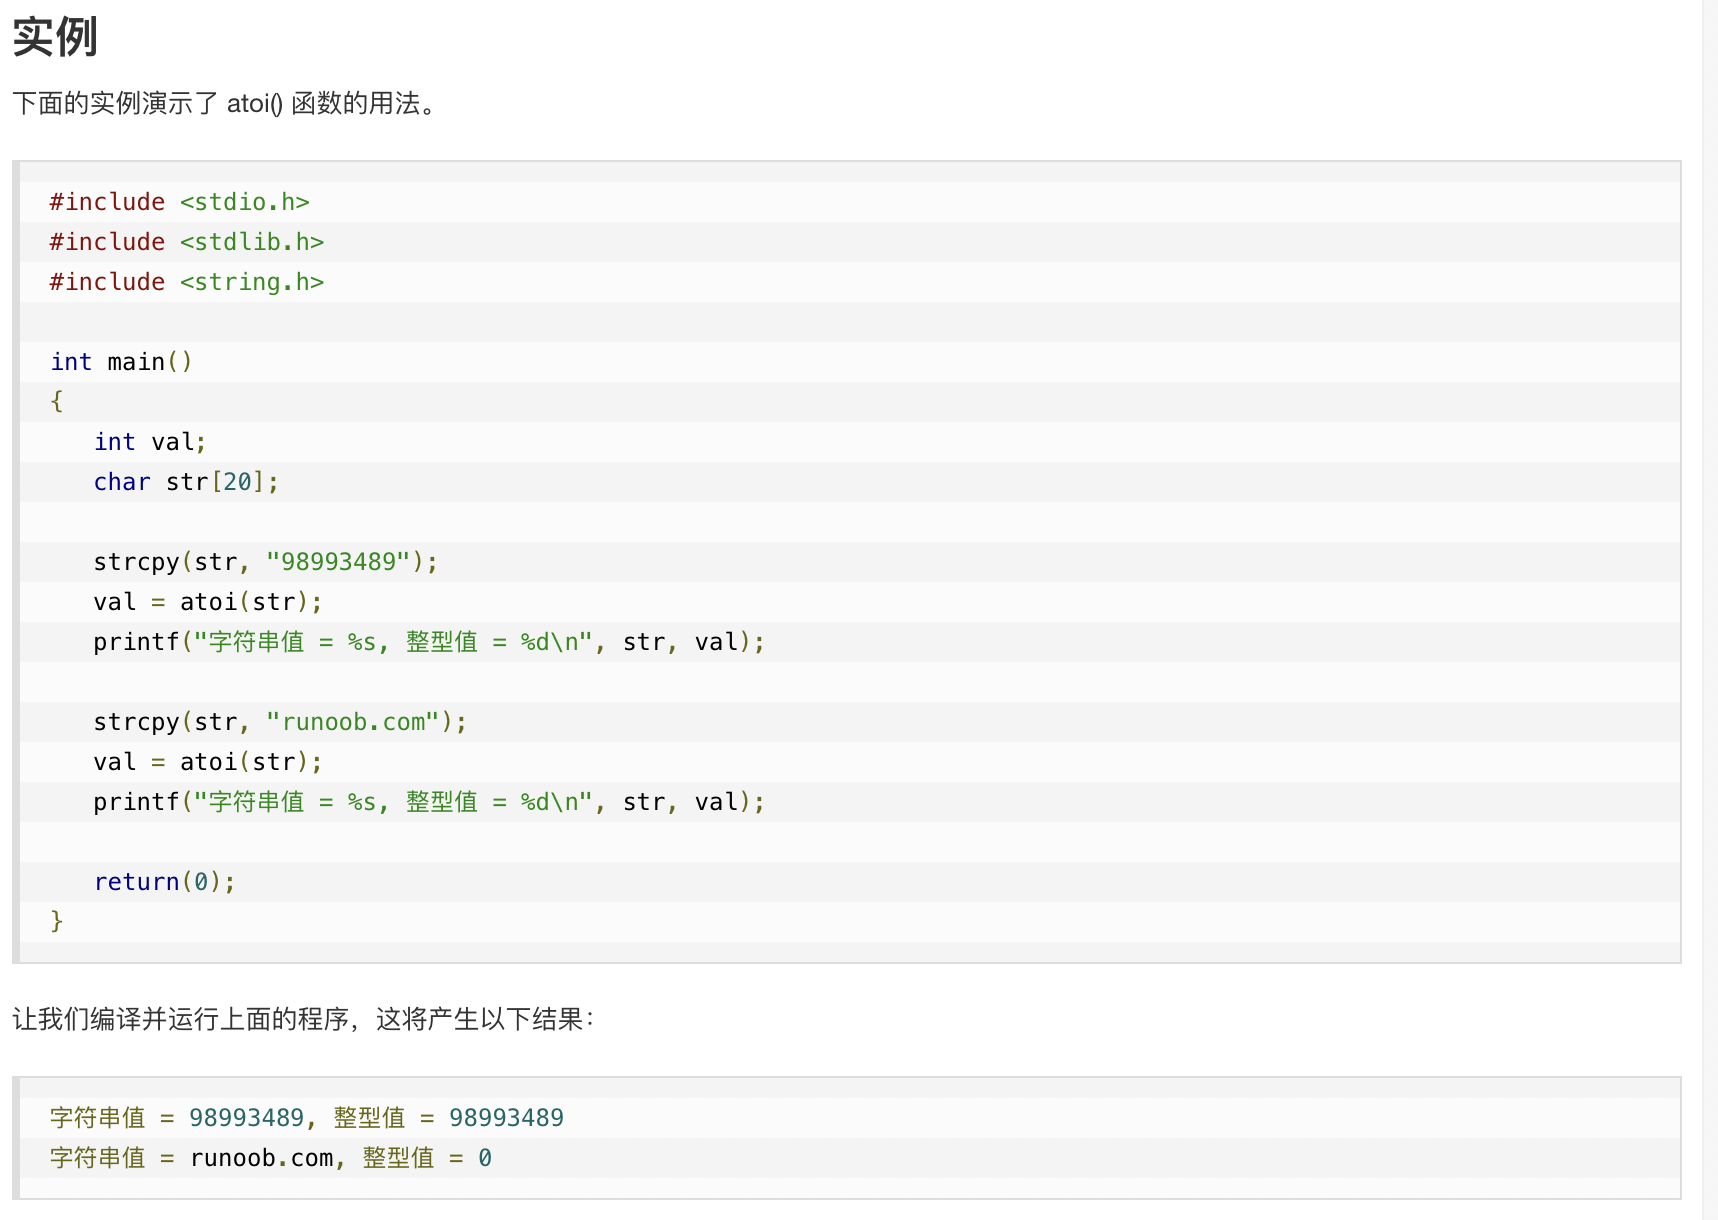 实例
下面的实例演示了 atoi() 函数的用法。
#include <stdio.h>
#include <stdlib.h>
#include <string.h>
int main()
{
   int val;
   char str[20];
   strcpy(str, "98993489");
   val = atoi(str);
   printf("字符串值 = %s, 整型值 = %d\n", str, val);
   strcpy(str, "runoob.com");
   val = atoi(str);
   printf("字符串值 = %s, 整型值 = %d\n", str, val);
   return(0);
}
让我们编译并运行上面的程序，这将产生以下结果：
字符串值 = 98993489, 整型值 = 98993489
字符串值 = runoob.com, 整型值 = 0